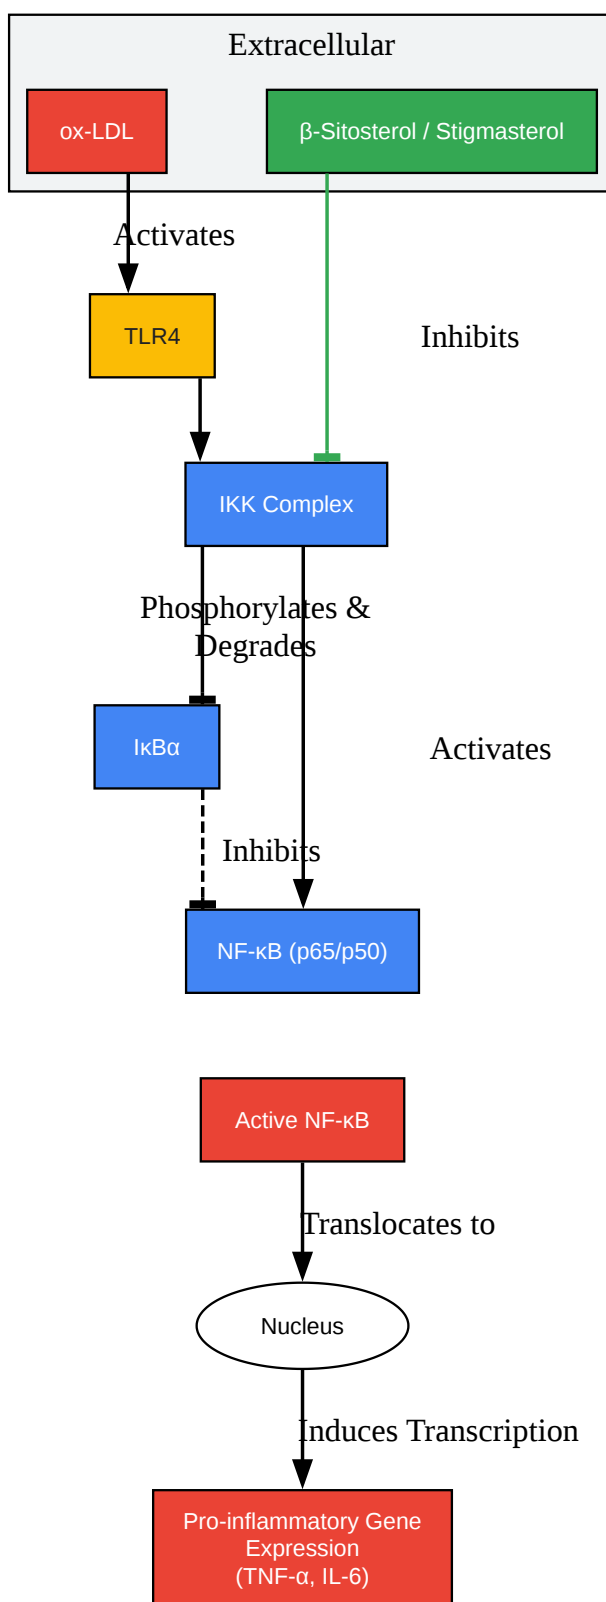 Extracellular
ox-LDL
β-Sitosterol / Stigmasterol
Activates
TLR4
Inhibits
IKK Complex
Phosphorylates &
Degrades
IκBα
Activates
Inhibits
NF-κB (p65/p50)
Active NF-κB
Translocates to
Nucleus
Induces Transcription
Pro-inflammatory Gene
Expression
(TNF-α, IL-6)